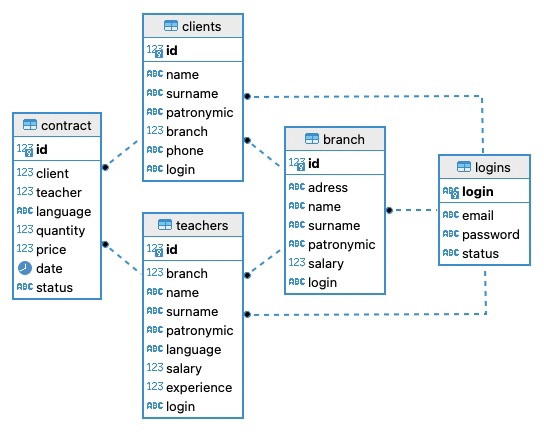 clients
123 id
ABC name
ABC surname
ABC patronymic
123 branch
ABC phone
ABC login
contract
123 id
123 client
123 teacher
ABC language
123 quantity
123 price
date
ABC status
teachers
123 id
123 branch
ABC name
ABC surname
ABC patronymic
ABC language
123 salary
123 experience
ABC login
branch
123 id
ABC adress
ABC name
ABC surname
ABC patronymic
123 salary
ABC login
logins
ABC login
ABC email
ABC password
ABC status